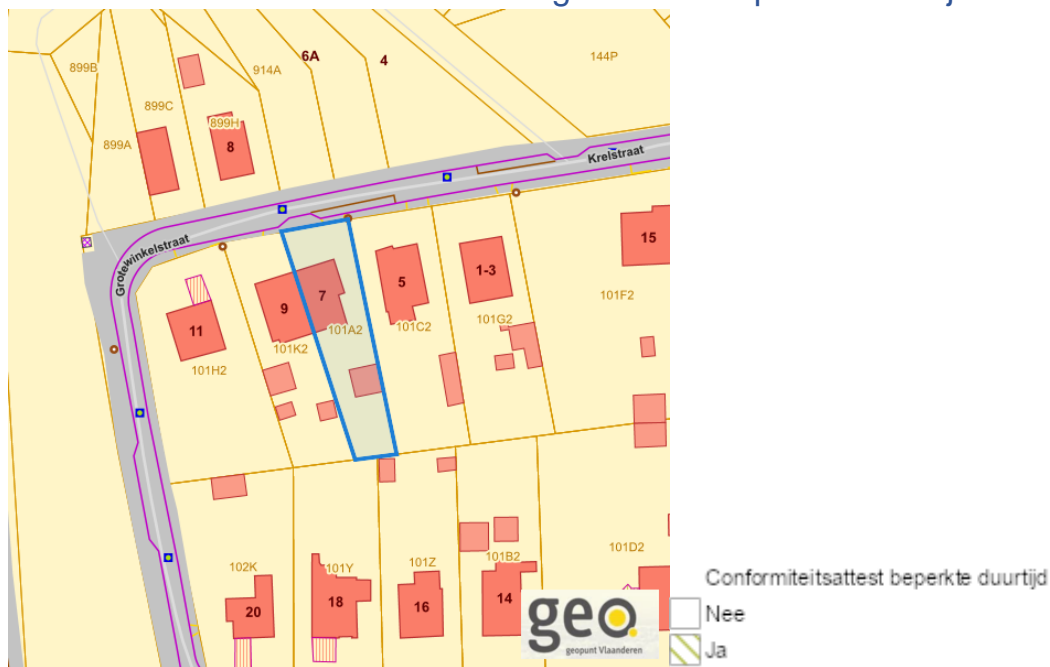 6A
4
144P
899B
914A
899C
899H
899A
8
Krelstraat
Grotewinkelstraat
15
1-3
5
7
9
11
101F2
101G2
101C2
101A2
101K2
101H2
102K
101Y
101Z
101B2
101D2
20
18
16
14
geo.
geopunt Vlaanderen
Conformiteitsattest beperkte duurtijd
Nee
Ja